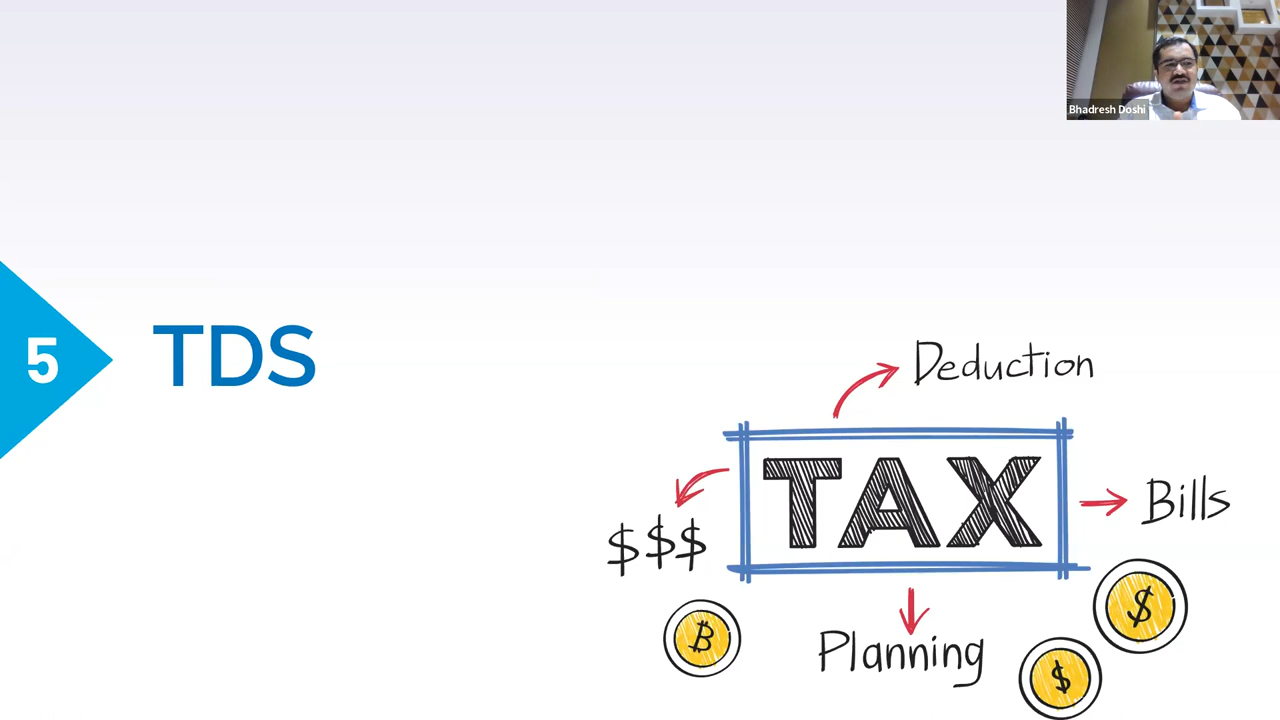 Bhadresh Doshi
5
TDS
Deduction
TAX
Bills
$$$
Planning
₿
$
$